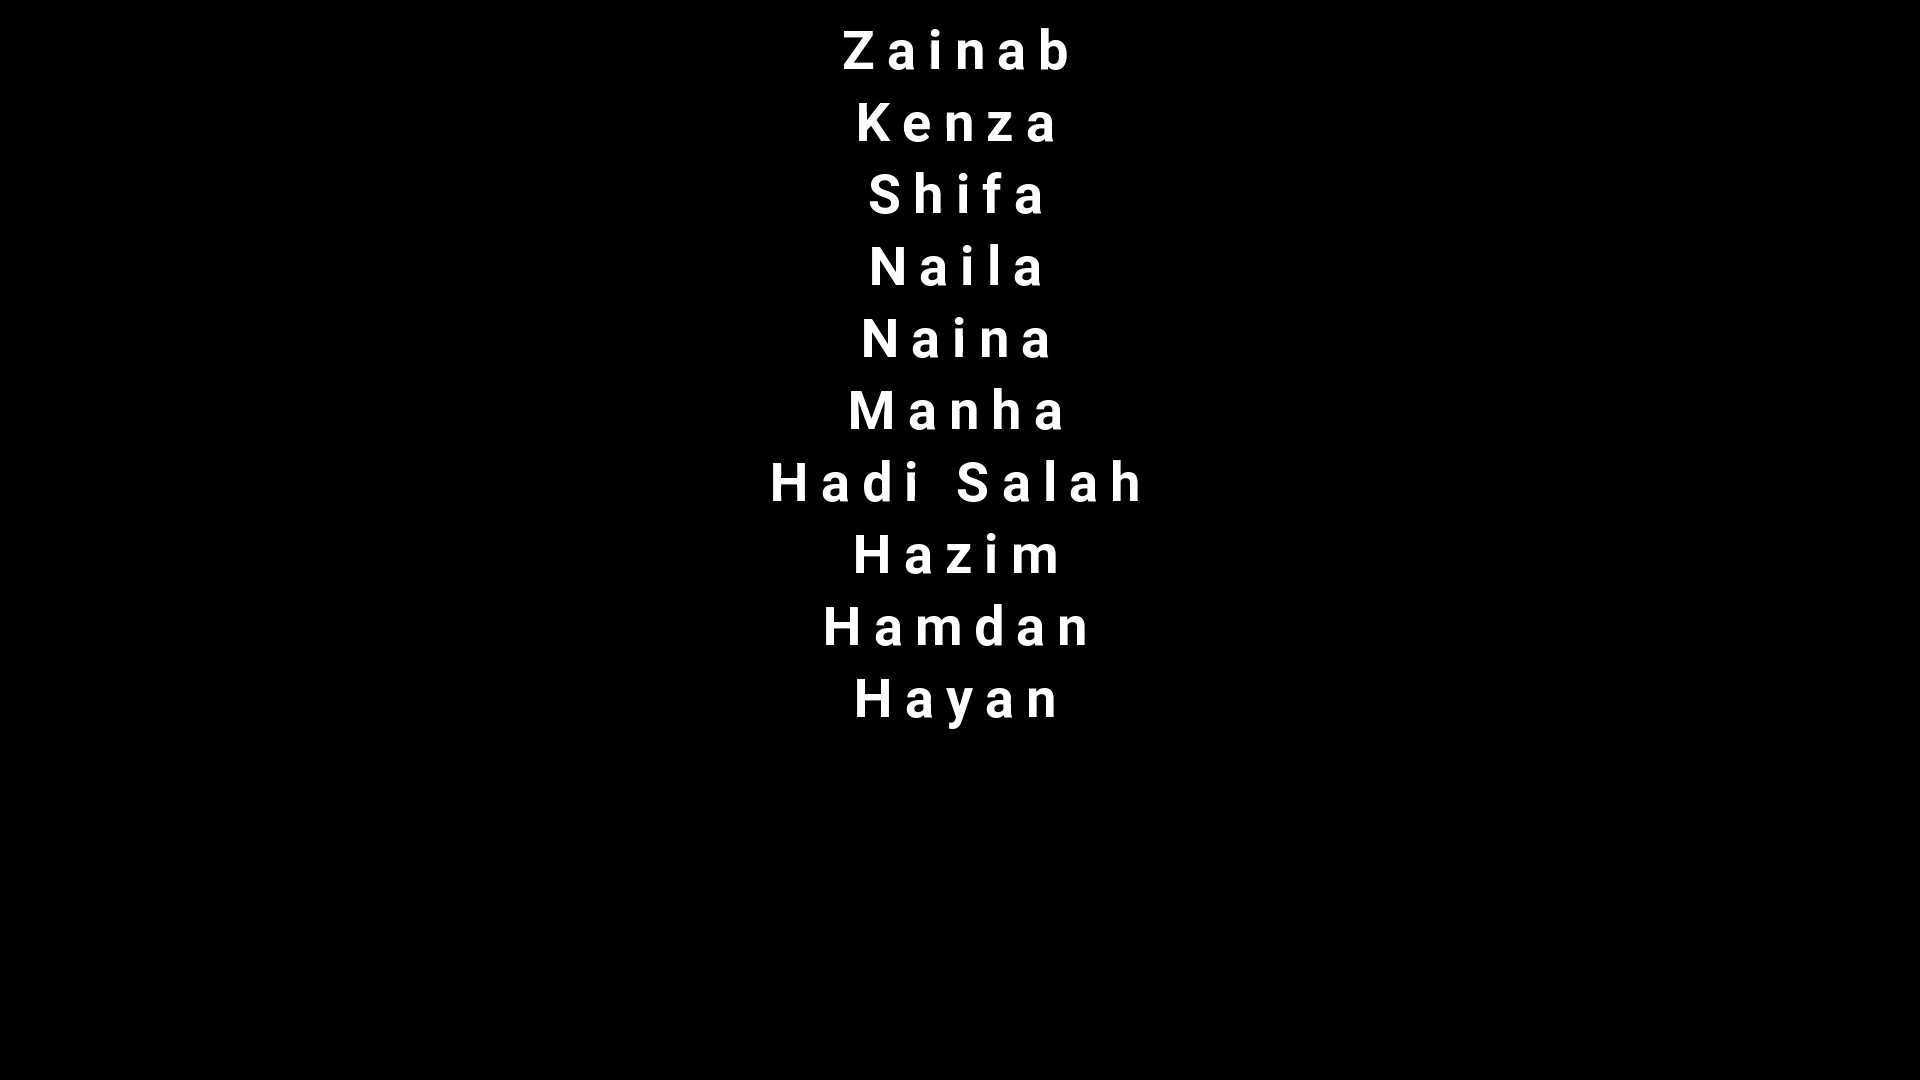 Zainab
Kenza
Shifa
Naila
Naina
Manha
Hadi Salah
Hazim
Hamdan
Hayan